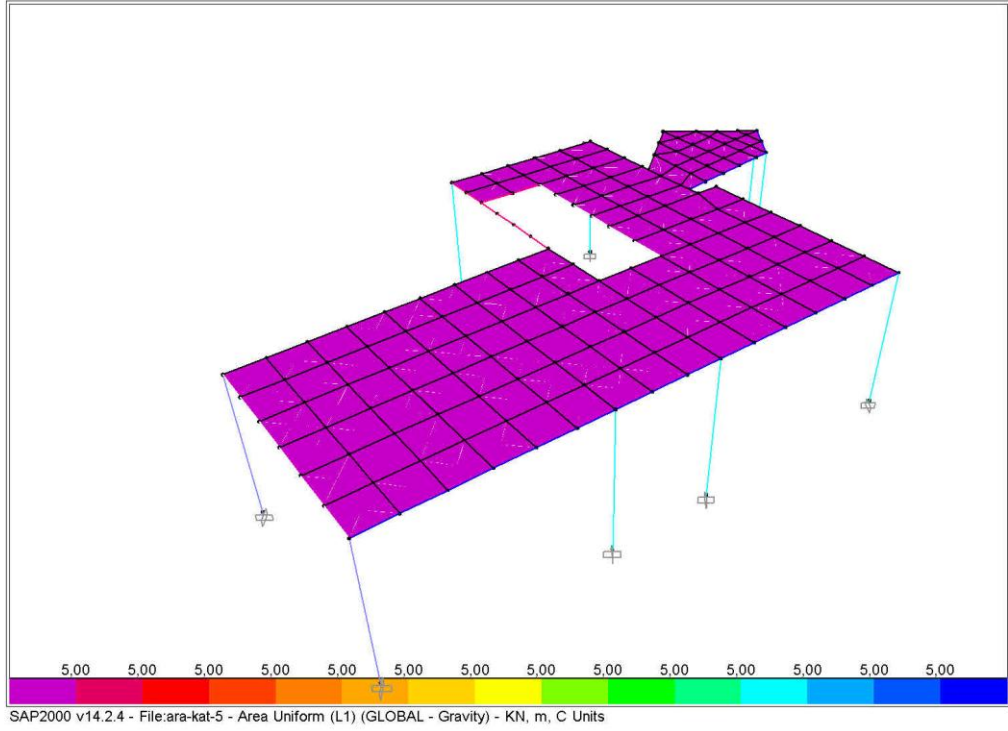 5,00 5,00 5,00 5,00 5,00 5,00 5,00 5,00 5,00 5,00 5,00 5,00 5,00 5,00
SAP2000 v14.2.4 - File:ara-kat-5 - Area Uniform (L1) (GLOBAL - Gravity) - KN, m, C Units